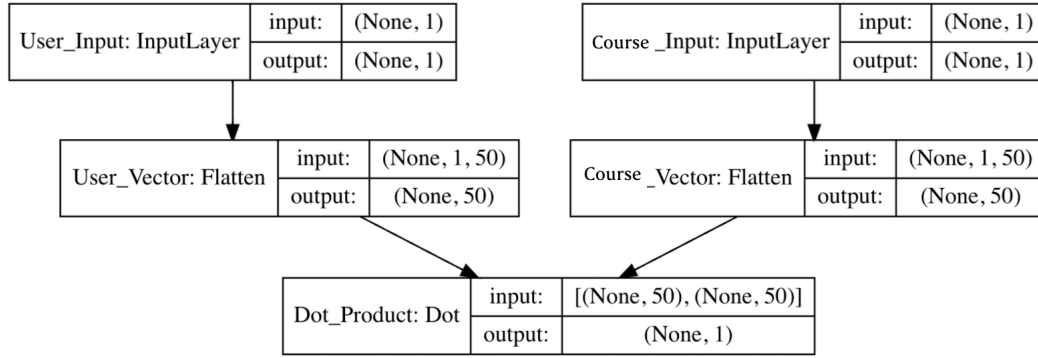 User_Input: InputLayer
input: (None, 1)
output: (None, 1)
Course _Input: InputLayer
input: (None, 1)
output: (None, 1)
User_Vector: Flatten
input: (None, 1, 50)
output: (None, 50)
Course _Vector: Flatten
input: (None, 1, 50)
output: (None, 50)
Dot_Product: Dot
input: [(None, 50), (None, 50)]
output: (None, 1)